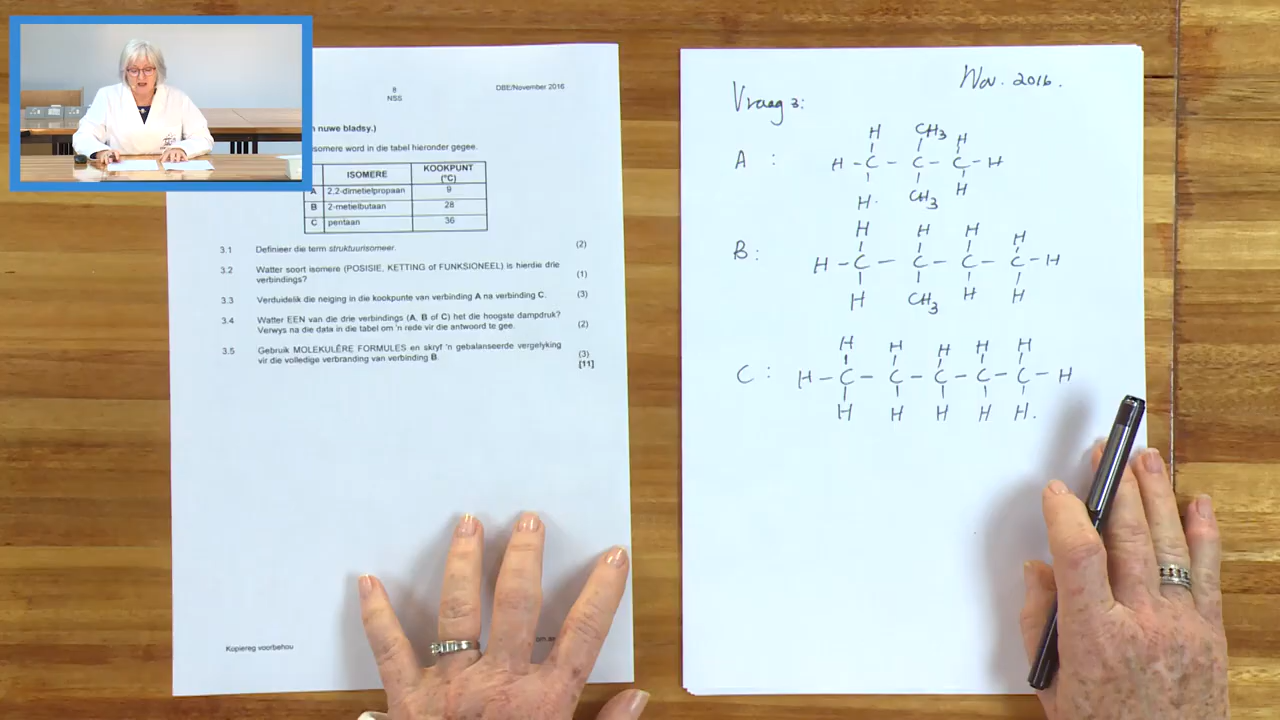 8
NSS
DBE/November 2016
nuwe bladsy.)
isomere word in die tabel hieronder gegee.
ISOMERE KOOKPUNT (°C)
A 2,2-dimetielpropaan 9
B 2-metielbutaan 28
C pentaan 36
3.1 Definieer die term struktuurisomeer. (2)
3.2 Watter soort isomere (POSISIE, KETTING of FUNKSIONEEL) is hierdie drie
verbindings? (1)
3.3 Verduidelik die neiging in die kookpunte van verbinding A na verbinding C. (3)
3.4 Watter EEN van die drie verbindings (A, B of C) het die hoogste dampdruk?
Verwys na die data in die tabel om 'n rede vir die antwoord te gee. (2)
3.5 Gebruik MOLEKULÊRE FORMULES en skryf 'n gebalanseerde vergelyking
vir die volledige verbranding van verbinding B. (3)
[11]
Kopiereg voorbehou
Nov. 2016.
Vraag 3:
H CH3 H
A : H - C - C - C - H
H. CH3 H
H H H H
B: H - C - C - C - C - H
H CH3 H H
H H H H H
C: H - C - C - C - C - C - H
H H H H H.